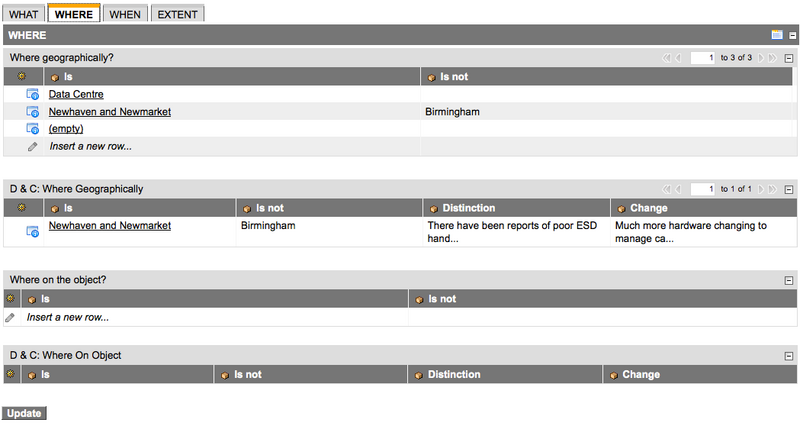 WHAT WHERE WHEN EXTENT
WHERE
Where geographically? 1 to 3 of 3
Is Is not
Data Centre
Newhaven and Newmarket Birmingham
(empty)
Insert a new row...
D & C: Where Geographically 1 to 1 of 1
Is Is not Distinction Change
Newhaven and Newmarket Birmingham There have been reports of poor ESD Much more hardware changing to
hand... manage ca...
Where on the object?
Is Is not
Insert a new row...
D & C: Where On Object
Is Is not Distinction Change
Update